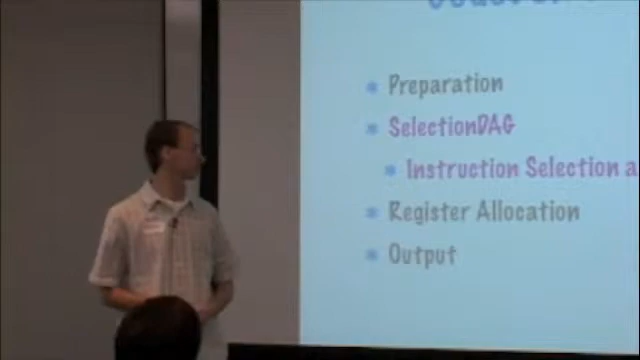 Preparation
SelectionDAG
Instruction Selection a
Register Allocation
Output